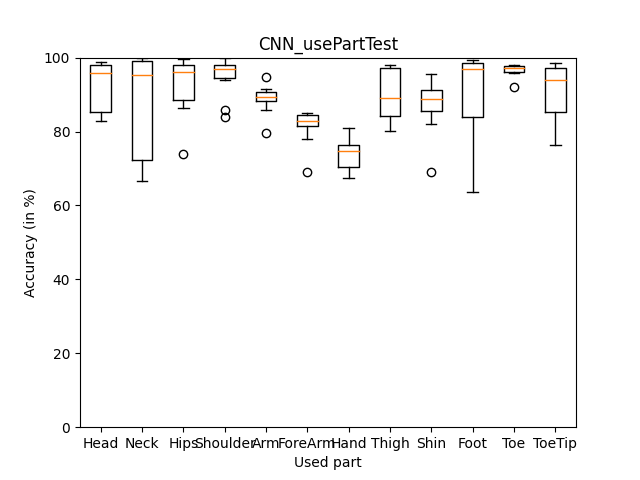 CNN_usePartTest
100
80
60
40
20
0
Accuracy (in %)
Head Neck Hips Shoulder Arm ForeArm Hand Thigh Shin Foot Toe ToeTip
Used part